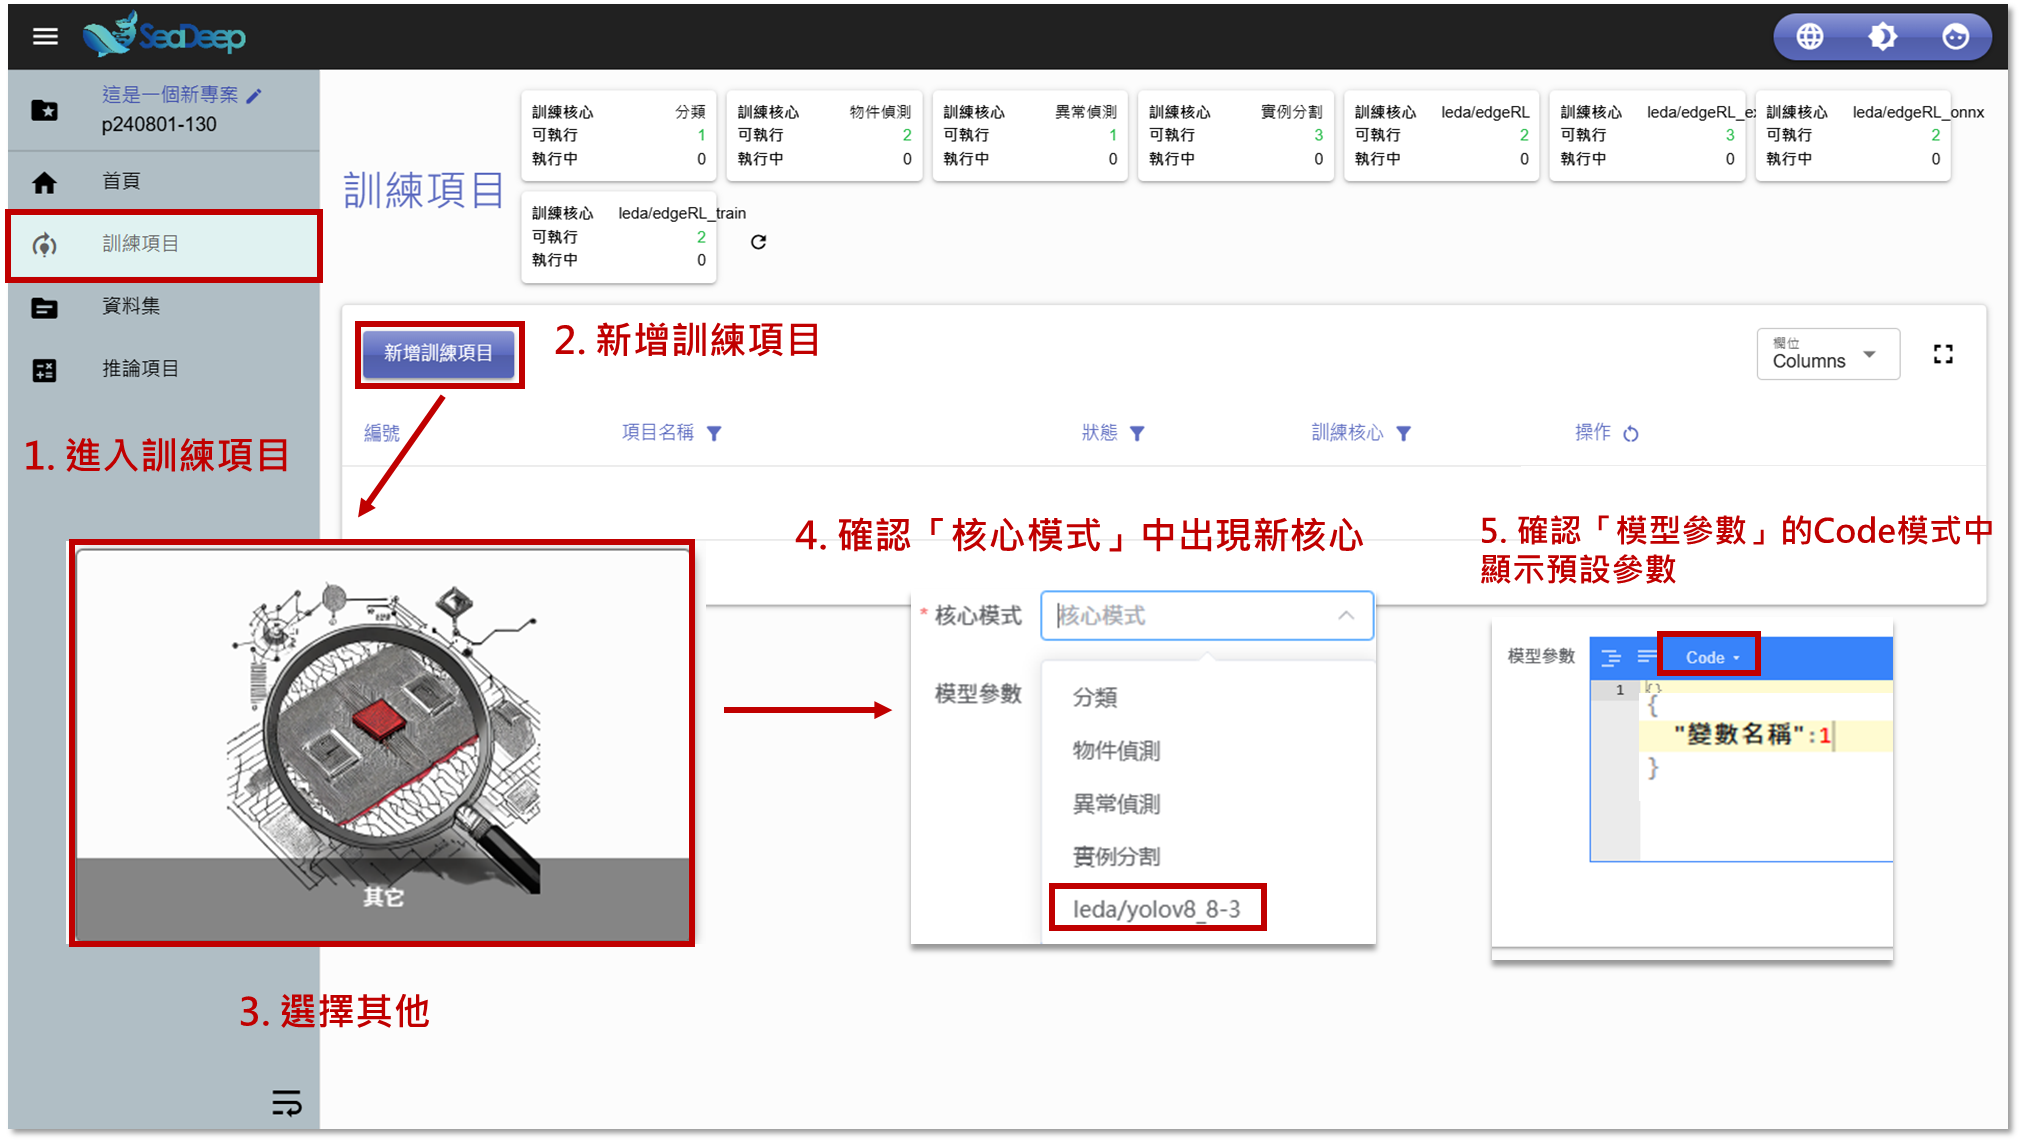 SeaDeep
這是一個新專案
p240801-130
首頁
訓練項目
資料集
推論項目
1. 進入訓練項目
訓練項目
訓練核心 分類
可執行 1
執行中 0
訓練核心 物件偵測
可執行 2
執行中 0
訓練核心 異常偵測
可執行 1
執行中 0
訓練核心 實例分割
可執行 3
執行中 0
訓練核心 leda/edgeRL
可執行 2
執行中 0
訓練核心 leda/edgeRL_e
可執行 3
執行中 0
訓練核心 leda/edgeRL_onnx
可執行 2
執行中 0
訓練核心 leda/edgeRL_train
可執行 2
執行中 0
新增訓練項目
2. 新增訓練項目
欄位
Columns
編號 項目名稱 狀態 訓練核心 操作
其它
3. 選擇其他
4. 確認「核心模式」中出現新核心
* 核心模式 核心模式
模型參數
分類
物件偵測
異常偵測
實例分割
leda/yolov8_8-3
5. 確認「模型參數」的Code模式中
顯示預設參數
模型參數 Code
1 {}
{
"變數名稱":1
}